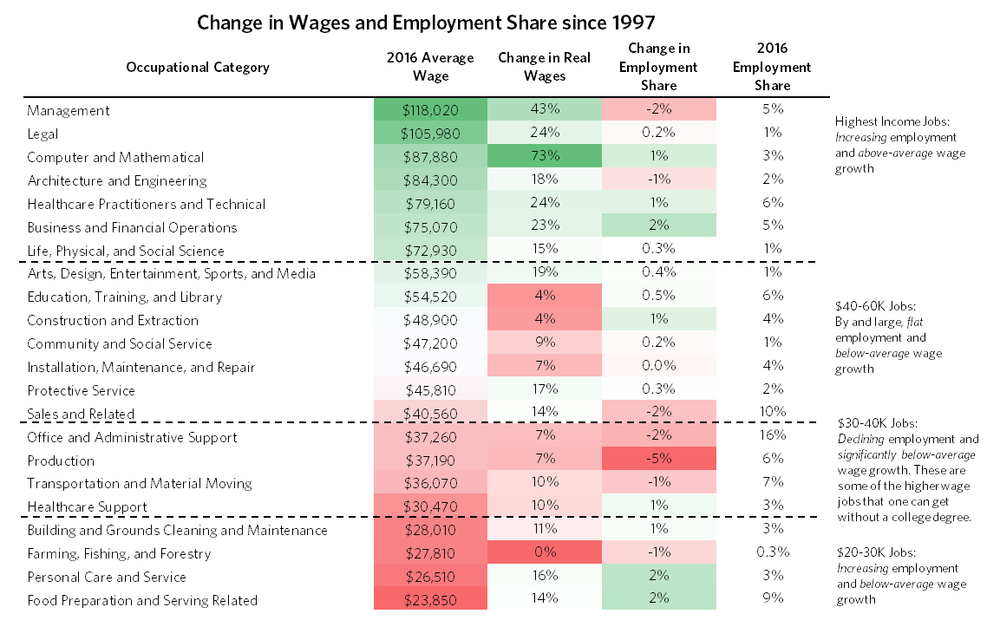 Change in Wages and Employment Share since 1997
Occupational Category
2016 Average
Wage
Change in Real
Wages
Change in
Employment
Share
2016
Employment
Share
Management $118,020 43% -2% 5%
Legal $105,980 24% 0.2% 1%
Computer and Mathematical $87,880 73% 1% 3%
Architecture and Engineering $84,300 18% -1% 2%
Healthcare Practitioners and Technical $79,160 24% 1% 6%
Business and Financial Operations $75,070 23% 2% 5%
Life, Physical, and Social Science $72,930 15% 0.3% 1%
Highest Income Jobs:
Increasing employment
and above-average wage
growth
Arts, Design, Entertainment, Sports, and Media $58,390 19% 0.4% 1%
Education, Training, and Library $54,520 4% 0.5% 6%
Construction and Extraction $48,900 4% 1% 4%
Community and Social Service $47,200 9% 0.2% 1%
Installation, Maintenance, and Repair $46,690 7% 0.0% 4%
Protective Service $45,810 17% 0.3% 2%
Sales and Related $40,560 14% -2% 10%
$40-60K Jobs:
By and large, flat
employment and
below-average wage
growth
Office and Administrative Support $37,260 7% -2% 16%
Production $37,190 7% -5% 6%
Transportation and Material Moving $36,070 10% -1% 7%
Healthcare Support $30,470 10% 1% 3%
$30-40K Jobs:
Declining employment and
significantly below-average
wage growth. These are
some of the higher wage
jobs that one can get
without a college degree.
Building and Grounds Cleaning and Maintenance $28,010 11% 1% 3%
Farming, Fishing, and Forestry $27,810 0% -1% 0.3%
Personal Care and Service $26,510 16% 2% 3%
Food Preparation and Serving Related $23,850 14% 2% 9%
$20-30K Jobs:
Increasing employment
and below-average wage
growth